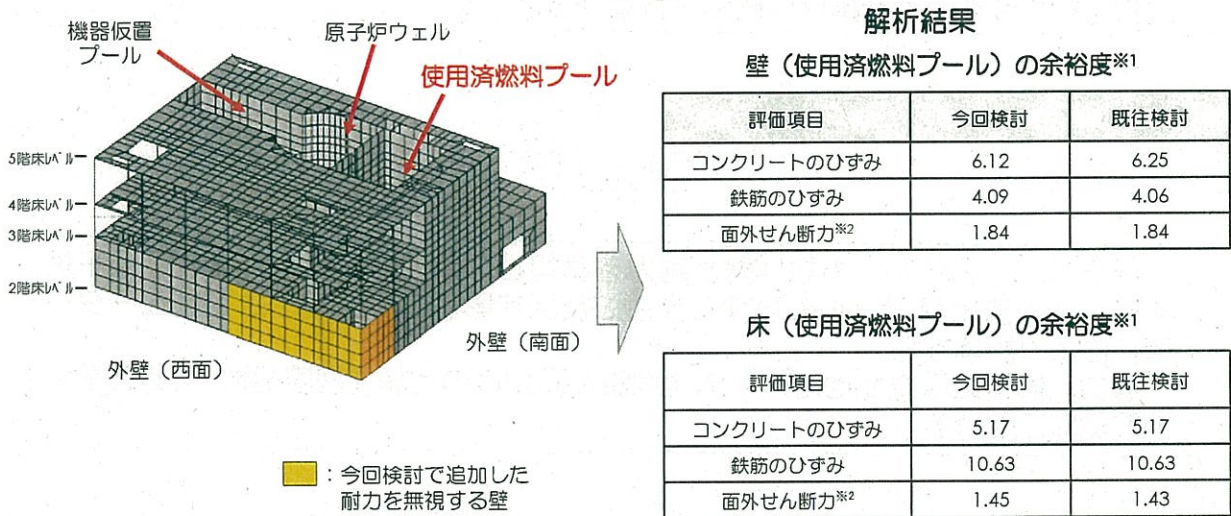 解析結果
機器仮置
プール
原子炉ウェル
使用済燃料プール
5階床ﾚﾍﾞﾙ
4階床ﾚﾍﾞﾙ
3階床ﾚﾍﾞﾙ
2階床ﾚﾍﾞﾙ
外壁（西面）
外壁（南面）
：今回検討で追加した
耐力を無視する壁
壁（使用済燃料プール）の余裕度※1
評価項目 今回検討 既往検討
コンクリートのひずみ 6.12 6.25
鉄筋のひずみ 4.09 4.06
面外せん断力※2 1.84 1.84
床（使用済燃料プール）の余裕度※1
評価項目 今回検討 既往検討
コンクリートのひずみ 5.17 5.17
鉄筋のひずみ 10.63 10.63
面外せん断力※2 1.45 1.43